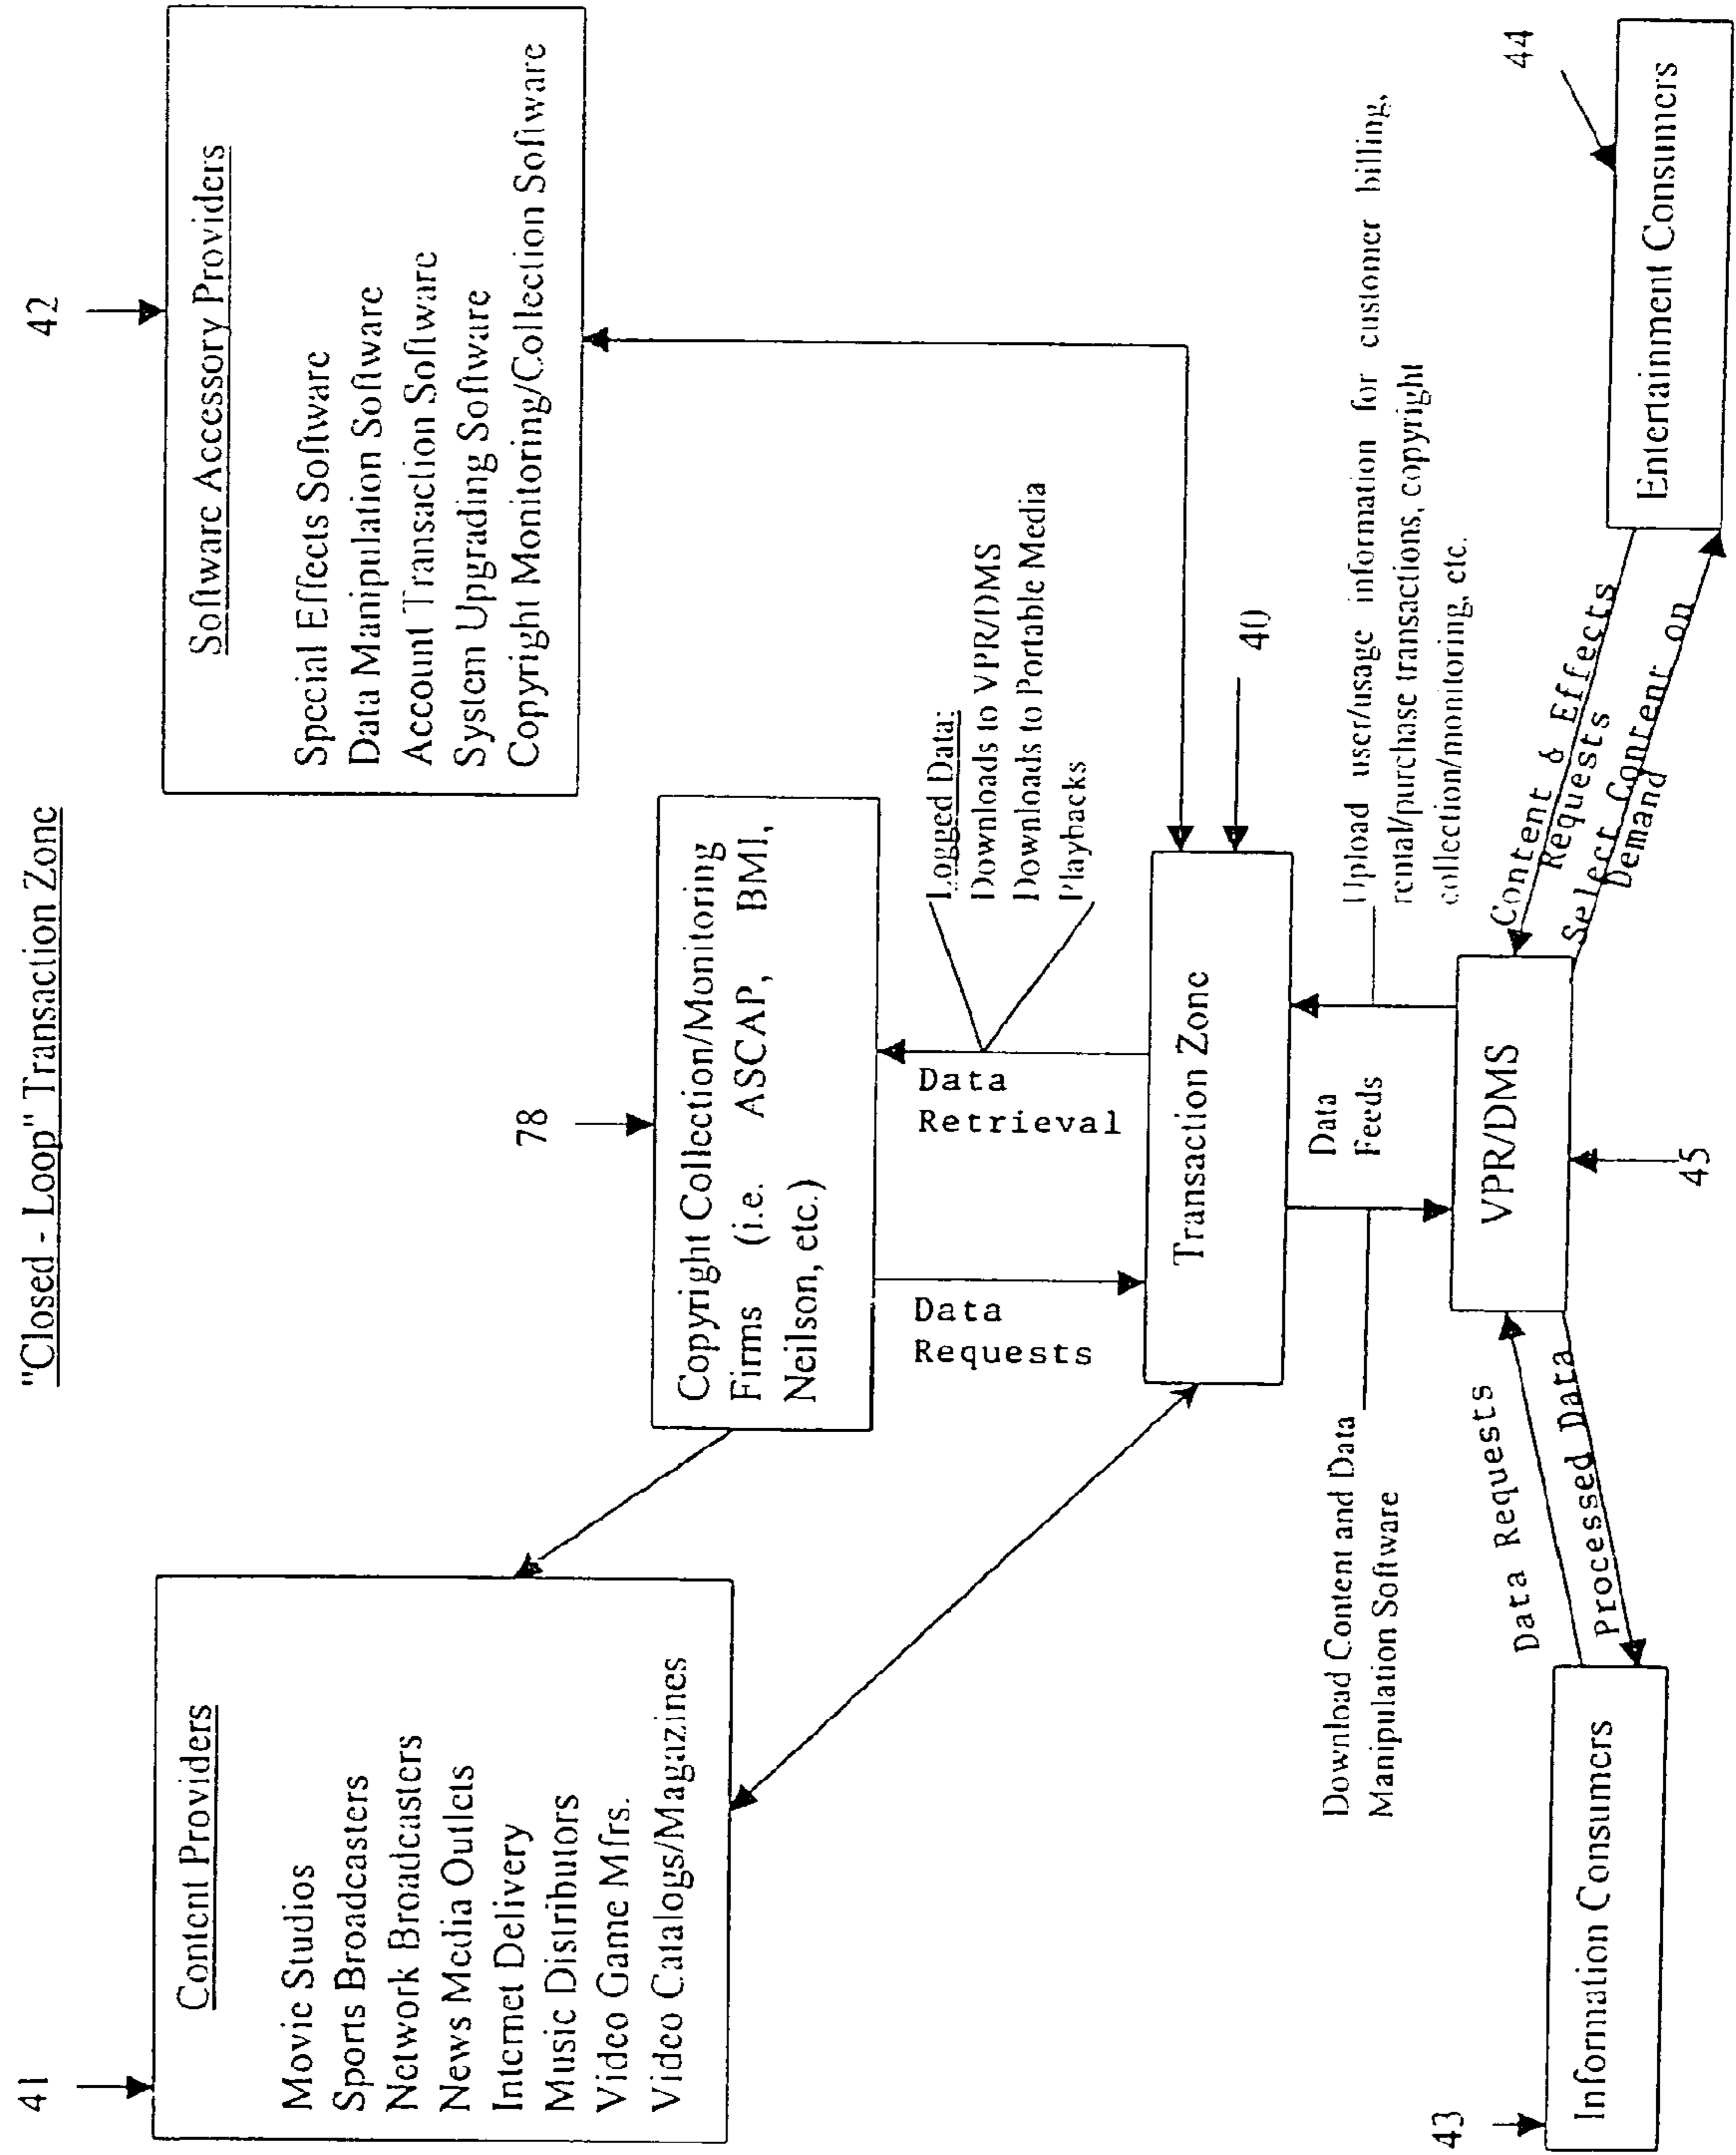 "Closed - Loop" Transaction Zone
41
Content Providers
Movie Studios
Sports Broadcasters
Network Broadcasters
News Media Outlets
Internet Delivery
Music Distributors
Video Game Mfrs.
Video Catalogs/Magazines
42
Software Accessory Providers
Special Effects Software
Data Manipulation Software
Account Transaction Software
System Upgrading Software
Copyright Monitoring/Collection Software
78
Copyright Collection/Monitoring
Firms (i.e. ASCAP, BMI,
Neilson, etc.)
Data
Requests
Data
Retrieval
Logged Data:
Downloads to VPR/DMS
Downloads to Portable Media
Playbacks
40
Transaction Zone
Download Content and Data
Manipulation Software
Data
Feeds
Upload user/usage information for customer billing,
rental/purchase transactions, copyright
collection/monitoring, etc.
VPR/DMS
45
Data Requests
Processed Data
Content & Effects
Requests
Select Content on
Demand
43
Information Consumers
44
Entertainment Consumers